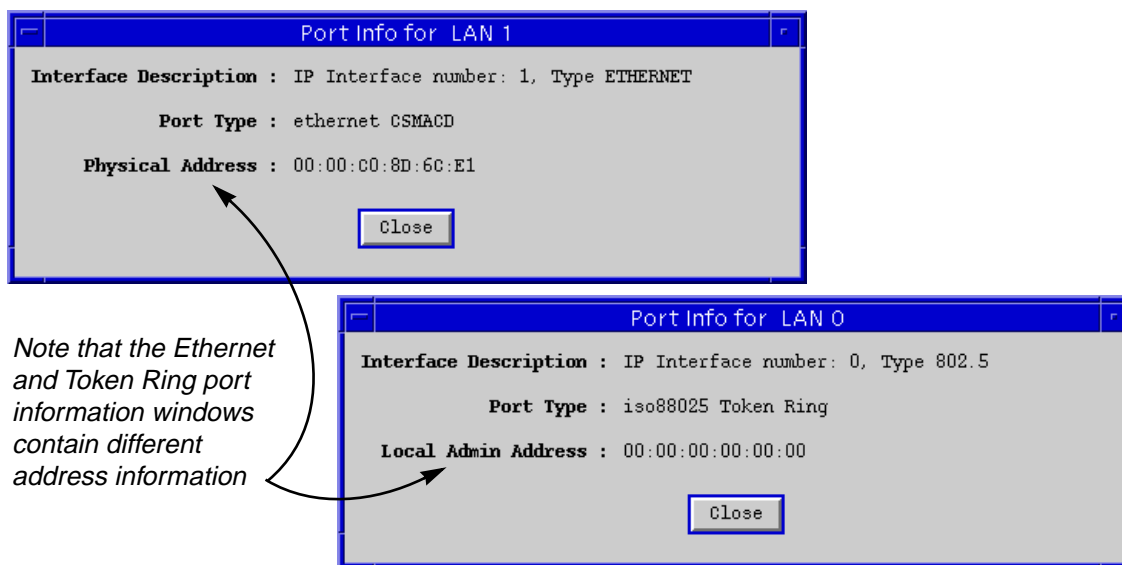 Port Info for LAN 1
Interface Description : IP Interface number: 1, Type ETHERNET
Port Type : ethernet CSMACD
Physical Address : 00:00:C0:8D:6C:E1
Close
Note that the Ethernet
and Token Ring port
information windows
contain different
address information
Port Info for LAN 0
Interface Description : IP Interface number: 0, Type 802.5
Port Type : iso88025 Token Ring
Local Admin Address : 00:00:00:00:00:00
Close